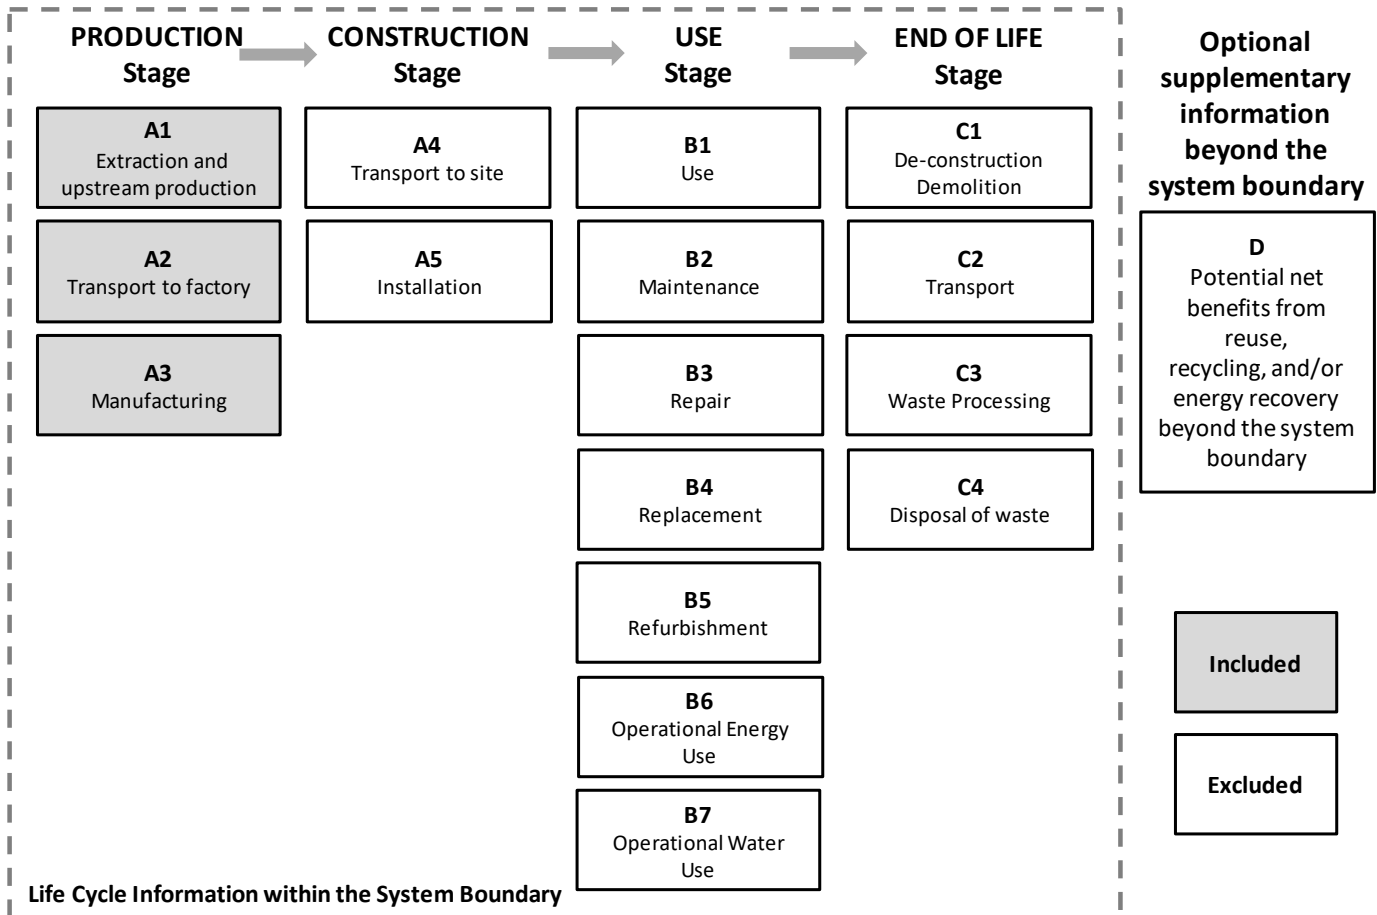 PRODUCTION
Stage
CONSTRUCTION
Stage
USE
Stage
END OF LIFE
Stage
A1
Extraction and
upstream production
A2
Transport to factory
A3
Manufacturing
A4
Transport to site
A5
Installation
B1
Use
B2
Maintenance
B3
Repair
B4
Replacement
B5
Refurbishment
B6
Operational Energy
Use
B7
Operational Water
Use
C1
De-construction
Demolition
C2
Transport
C3
Waste Processing
C4
Disposal of waste
Life Cycle Information within the System Boundary
Optional
supplementary
information
beyond the
system boundary
D
Potential net
benefits from
reuse,
recycling, and/or
energy recovery
beyond the system
boundary
Included
Excluded